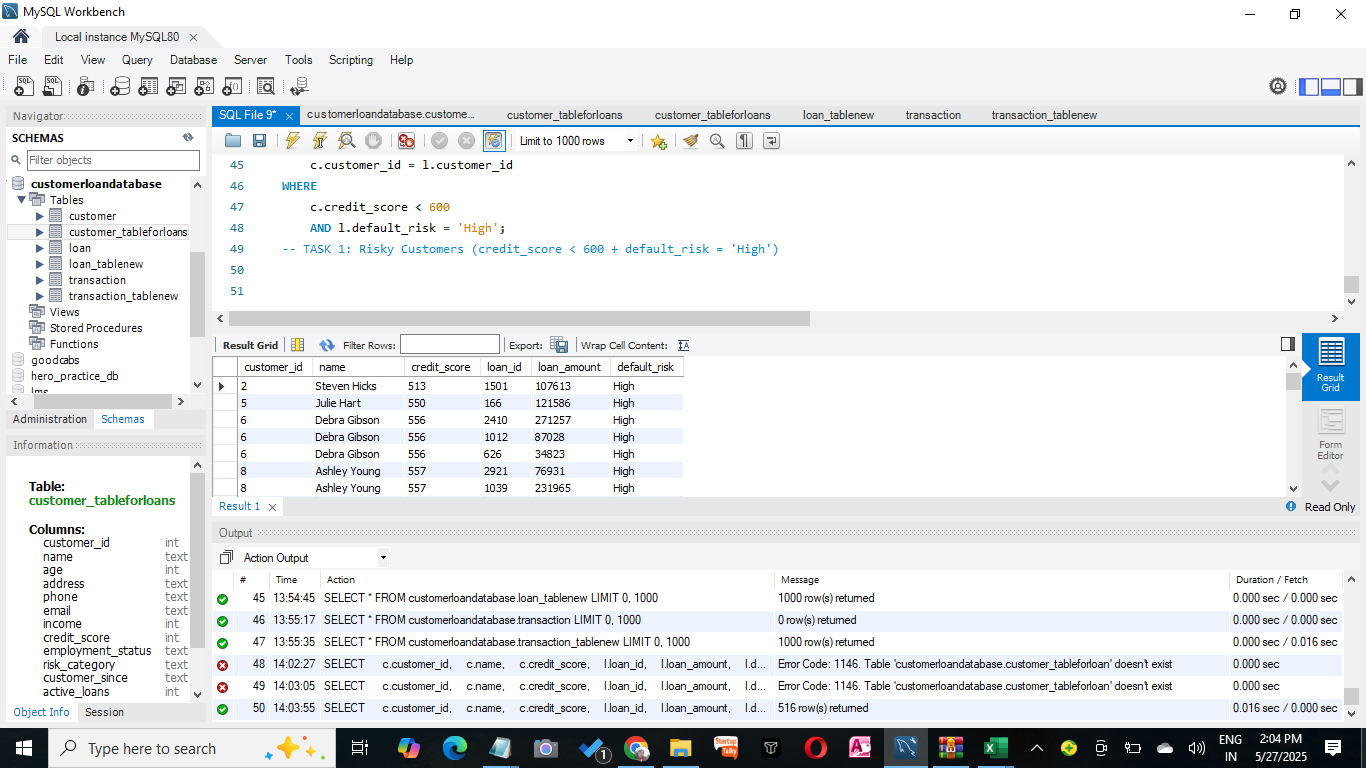 MySQL Workbench
Local instance MySQL80
File Edit View Query Database Server Tools Scripting Help
Navigator
SCHEMAS
Filter objects
customerloandatabase
Tables
customer
customer_tableforloans
loan
loan_tablenew
transaction
transaction_tablenew
Views
Stored Procedures
Functions
goodcabs
hero_practice_db
lms
Administration Schemas
Information
Table:
customer_tableforloans
Columns:
customer_id int
name text
age int
address text
phone text
email text
income int
credit_score int
employment_status text
risk_category text
customer_since text
active_loans int
Object Info Session
SQL File 9* customerloandatabase.custome... customer_tableforloans customer_tableforloans loan_tablenew transaction transaction_tablenew
Limit to 1000 rows
45 c.customer_id = l.customer_id
46 WHERE
47 c.credit_score < 600
48 AND l.default_risk = 'High';
49 -- TASK 1: Risky Customers (credit_score < 600 + default_risk = 'High')
50
51
Result Grid Filter Rows: Export: Wrap Cell Content:
customer_id name credit_score loan_id loan_amount default_risk
2 Steven Hicks 513 1501 107613 High
5 Julie Hart 550 166 121586 High
6 Debra Gibson 556 2410 271257 High
6 Debra Gibson 556 1012 87028 High
6 Debra Gibson 556 626 34823 High
8 Ashley Young 557 2921 76931 High
8 Ashley Young 557 1039 231965 High
Result Grid
Form Editor
Result 1
Read Only
Output
Action Output
# Time Action Message Duration / Fetch
45 13:54:45 SELECT * FROM customerloandatabase.loan_tablenew LIMIT 0, 1000 1000 row(s) returned 0.000 sec / 0.000 sec
46 13:55:17 SELECT * FROM customerloandatabase.transaction LIMIT 0, 1000 0 row(s) returned 0.000 sec / 0.000 sec
47 13:55:35 SELECT * FROM customerloandatabase.transaction_tablenew LIMIT 0, 1000 1000 row(s) returned 0.000 sec / 0.016 sec
48 14:02:27 SELECT c.customer_id, c.name, c.credit_score, l.loan_id, l.loan_amount, l.d... Error Code: 1146. Table 'customerloandatabase.customer_tableforloan' doesn't exist 0.000 sec
49 14:03:05 SELECT c.customer_id, c.name, c.credit_score, l.loan_id, l.loan_amount, l.d... Error Code: 1146. Table 'customerloandatabase.customer_tableforloan' doesn't exist 0.000 sec
50 14:03:55 SELECT c.customer_id, c.name, c.credit_score, l.loan_id, l.loan_amount, l.d... 516 row(s) returned 0.016 sec / 0.000 sec
Type here to search
Startup Talky
1
ENG
IN
2:04 PM
5/27/2025